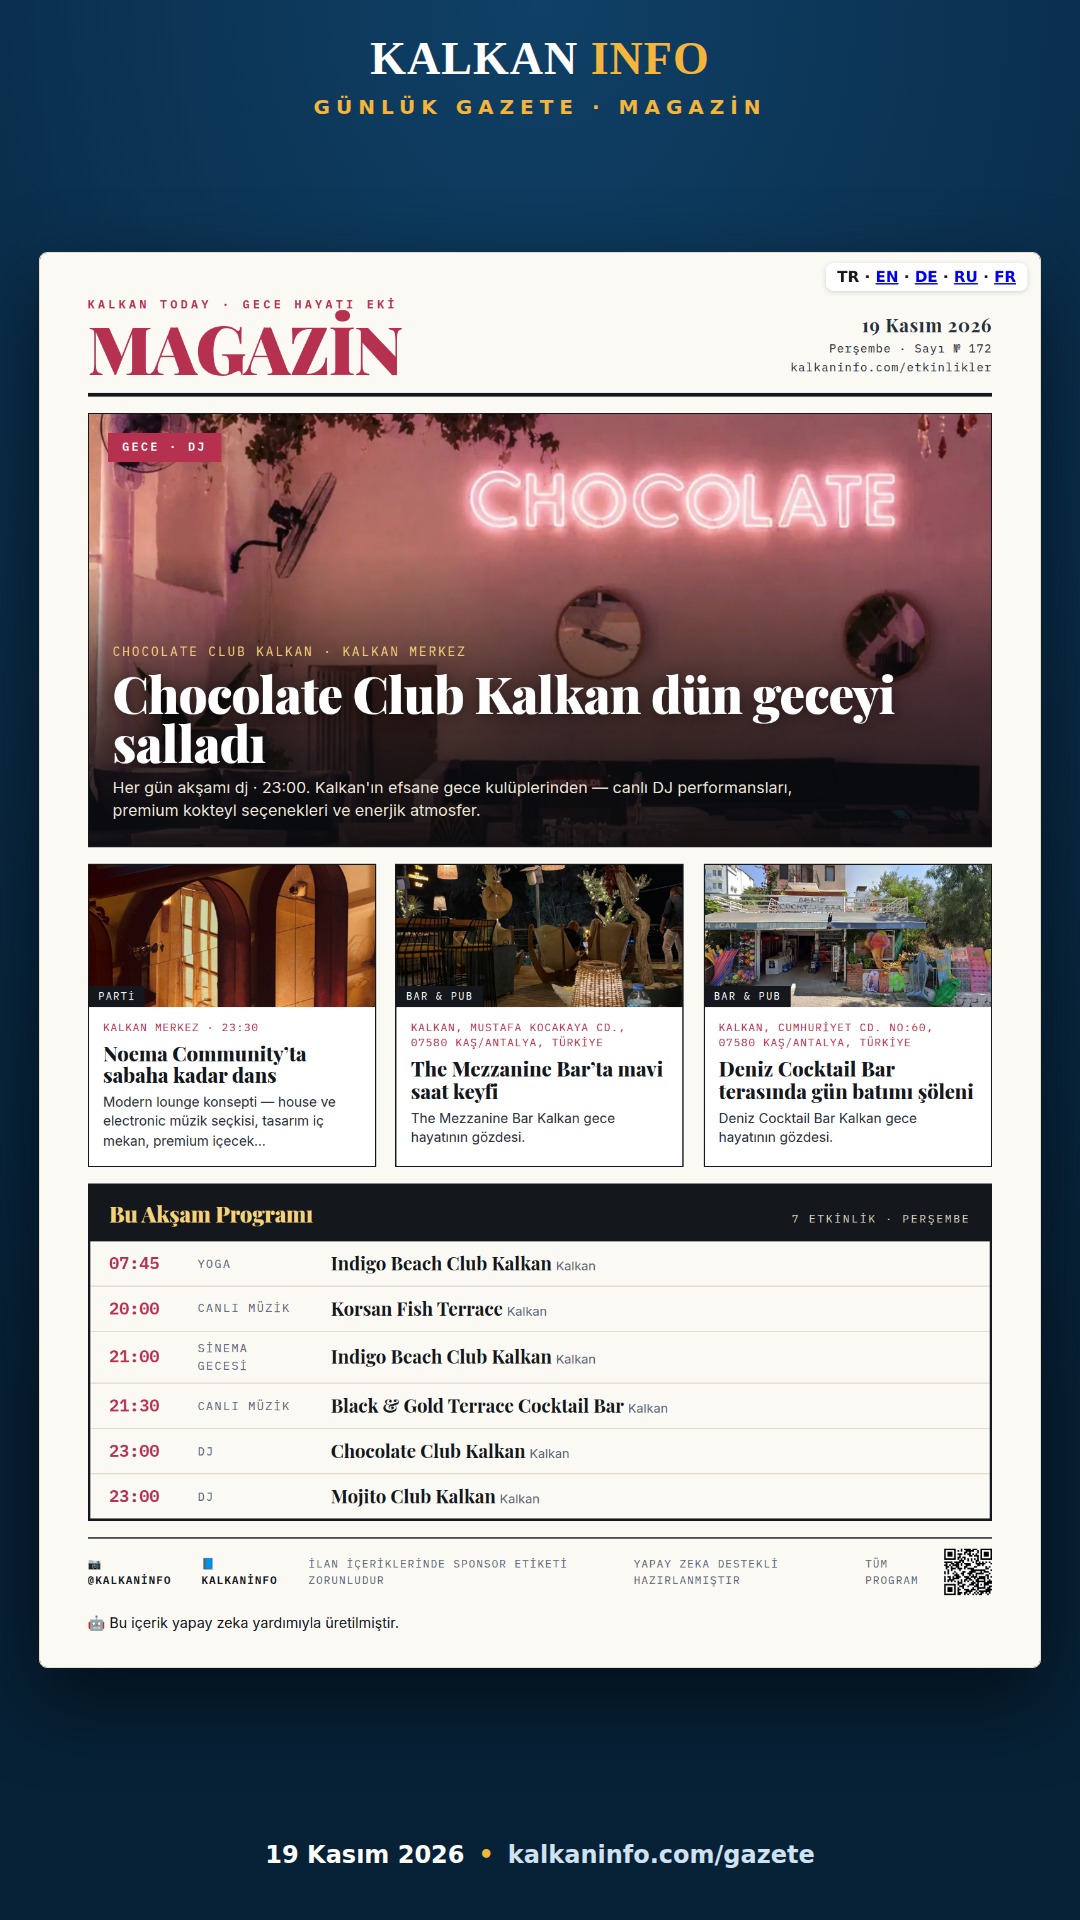 KALKAN INFO
GÜNLÜK GAZETE · MAGAZİN
TR · EN · DE · RU · FR
KALKAN TODAY · GECE HAYATI EKİ
MAGAZİN
19 Kasım 2026
Perşembe · Sayı № 172
kalkaninfo.com/etkinlikler
GECE · DJ
CHOCOLATE
CHOCOLATE CLUB KALKAN · KALKAN MERKEZ
Chocolate Club Kalkan dün geceyi
salladı
Her gün akşamı dj · 23:00. Kalkan'ın efsane gece kulüplerinden — canlı DJ performansları,
premium kokteyl seçenekleri ve enerjik atmosfer.
PARTİ
KALKAN MERKEZ · 23:30
Noema Community’ta
sabaha kadar dans
Modern lounge konsepti — house ve
electronic müzik seçkisi, tasarım iç
mekan, premium içecek...
BAR & PUB
KALKAN, MUSTAFA KOCAKAYA CD.,
07580 KAŞ/ANTALYA, TÜRKİYE
The Mezzanine Bar’ta mavi
saat keyfi
The Mezzanine Bar Kalkan gece
hayatının gözdesi.
BAR & PUB
KALKAN, CUMHURİYET CD. NO:60,
07580 KAŞ/ANTALYA, TÜRKİYE
Deniz Cocktail Bar
terasında gün batımı şöleni
Deniz Cocktail Bar Kalkan gece
hayatının gözdesi.
Bu Akşam Programı
7 ETKİNLİK · PERŞEMBE
07:45 YOGA Indigo Beach Club Kalkan Kalkan
20:00 CANLI MÜZİK Korsan Fish Terrace Kalkan
21:00 SİNEMA GECESİ Indigo Beach Club Kalkan Kalkan
21:30 CANLI MÜZİK Black & Gold Terrace Cocktail Bar Kalkan
23:00 DJ Chocolate Club Kalkan Kalkan
23:00 DJ Mojito Club Kalkan Kalkan
@KALKANİNFO
KALKANİNFO
İLAN İÇERİKLERİNDE SPONSOR ETİKETİ
ZORUNLUDUR
YAPAY ZEKA DESTEKLİ
HAZIRLANMIŞTIR
TÜM
PROGRAM
Bu içerik yapay zeka yardımıyla üretilmiştir.
19 Kasım 2026 • kalkaninfo.com/gazete